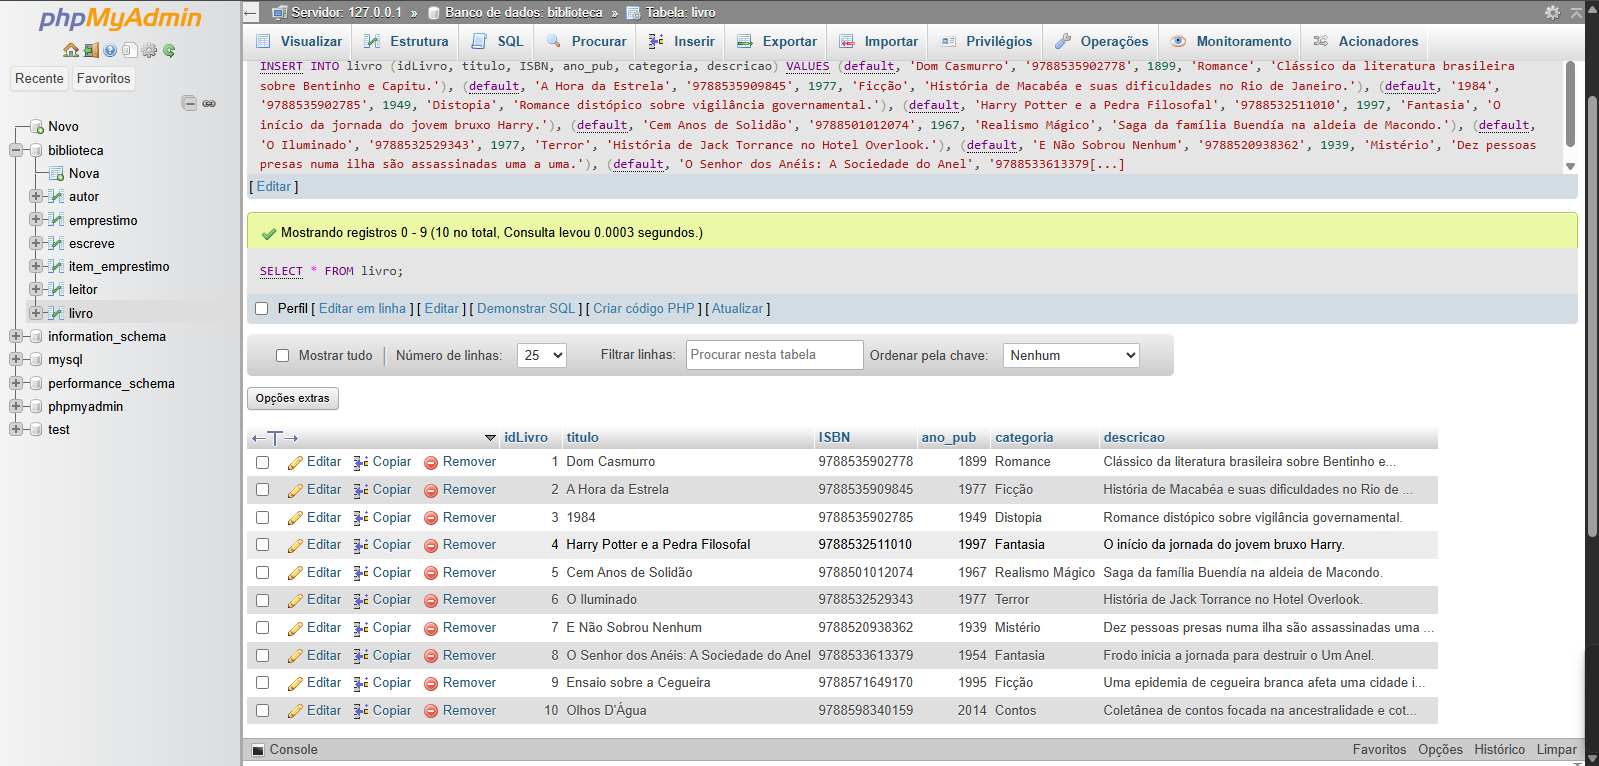 phpMyAdmin
Recente Favoritos
Novo
biblioteca
Nova
autor
emprestimo
escreve
item_emprestimo
leitor
livro
information_schema
mysql
performance_schema
phpmyadmin
test
Servidor: 127.0.0.1 » Banco de dados: biblioteca » Tabela: livro
Visualizar Estrutura SQL Procurar Inserir Exportar Importar Privilégios Operações Monitoramento Acionadores
INSERT INTO livro (idLivro, titulo, ISBN, ano_pub, categoria, descricao) VALUES (default, 'Dom Casmurro', '9788535902778', 1899, 'Romance', 'Clássico da literatura brasileira
sobre Bentinho e Capitu.'), (default, 'A Hora da Estrela', '9788535909845', 1977, 'Ficção', 'História de Macabéa e suas dificuldades no Rio de Janeiro.'), (default, '1984',
'9788535902785', 1949, 'Distopia', 'Romance distópico sobre vigilância governamental.'), (default, 'Harry Potter e a Pedra Filosofal', '9788532511010', 1997, 'Fantasia', 'O
início da jornada do jovem bruxo Harry.'), (default, 'Cem Anos de Solidão', '9788501012074', 1967, 'Realismo Mágico', 'Saga da família Buendía na aldeia de Macondo.'), (default,
'O Iluminado', '9788532529343', 1977, 'Terror', 'História de Jack Torrance no Hotel Overlook.'), (default, 'E Não Sobrou Nenhum', '9788520938362', 1939, 'Mistério', 'Dez pessoas
presas numa ilha são assassinadas uma a uma.'), (default, 'O Senhor dos Anéis: A Sociedade do Anel', '9788533613379[...]
[ Editar ]
Mostrando registros 0 - 9 (10 no total, Consulta levou 0.0003 segundos.)
SELECT * FROM livro;
Perfil [ Editar em linha ] [ Editar ] [ Demonstrar SQL ] [ Criar código PHP ] [ Atualizar ]
Mostrar tudo Número de linhas: 25 Filtrar linhas: Procurar nesta tabela Ordenar pela chave: Nenhum
Opções extras
idLivro titulo ISBN ano_pub categoria descricao
Editar Copiar Remover 1 Dom Casmurro 9788535902778 1899 Romance Clássico da literatura brasileira sobre Bentinho e...
Editar Copiar Remover 2 A Hora da Estrela 9788535909845 1977 Ficção História de Macabéa e suas dificuldades no Rio de ...
Editar Copiar Remover 3 1984 9788535902785 1949 Distopia Romance distópico sobre vigilância governamental.
Editar Copiar Remover 4 Harry Potter e a Pedra Filosofal 9788532511010 1997 Fantasia O início da jornada do jovem bruxo Harry.
Editar Copiar Remover 5 Cem Anos de Solidão 9788501012074 1967 Realismo Mágico Saga da família Buendía na aldeia de Macondo.
Editar Copiar Remover 6 O Iluminado 9788532529343 1977 Terror História de Jack Torrance no Hotel Overlook.
Editar Copiar Remover 7 E Não Sobrou Nenhum 9788520938362 1939 Mistério Dez pessoas presas numa ilha são assassinadas uma ...
Editar Copiar Remover 8 O Senhor dos Anéis: A Sociedade do Anel 9788533613379 1954 Fantasia Frodo inicia a jornada para destruir o Um Anel.
Editar Copiar Remover 9 Ensaio sobre a Cegueira 9788571649170 1995 Ficção Uma epidemia de cegueira branca afeta uma cidade i...
Editar Copiar Remover 10 Olhos D'Água 9788598340159 2014 Contos Coletânea de contos focada na ancestralidade e cot...
Console Favoritos Opções Histórico Limpar